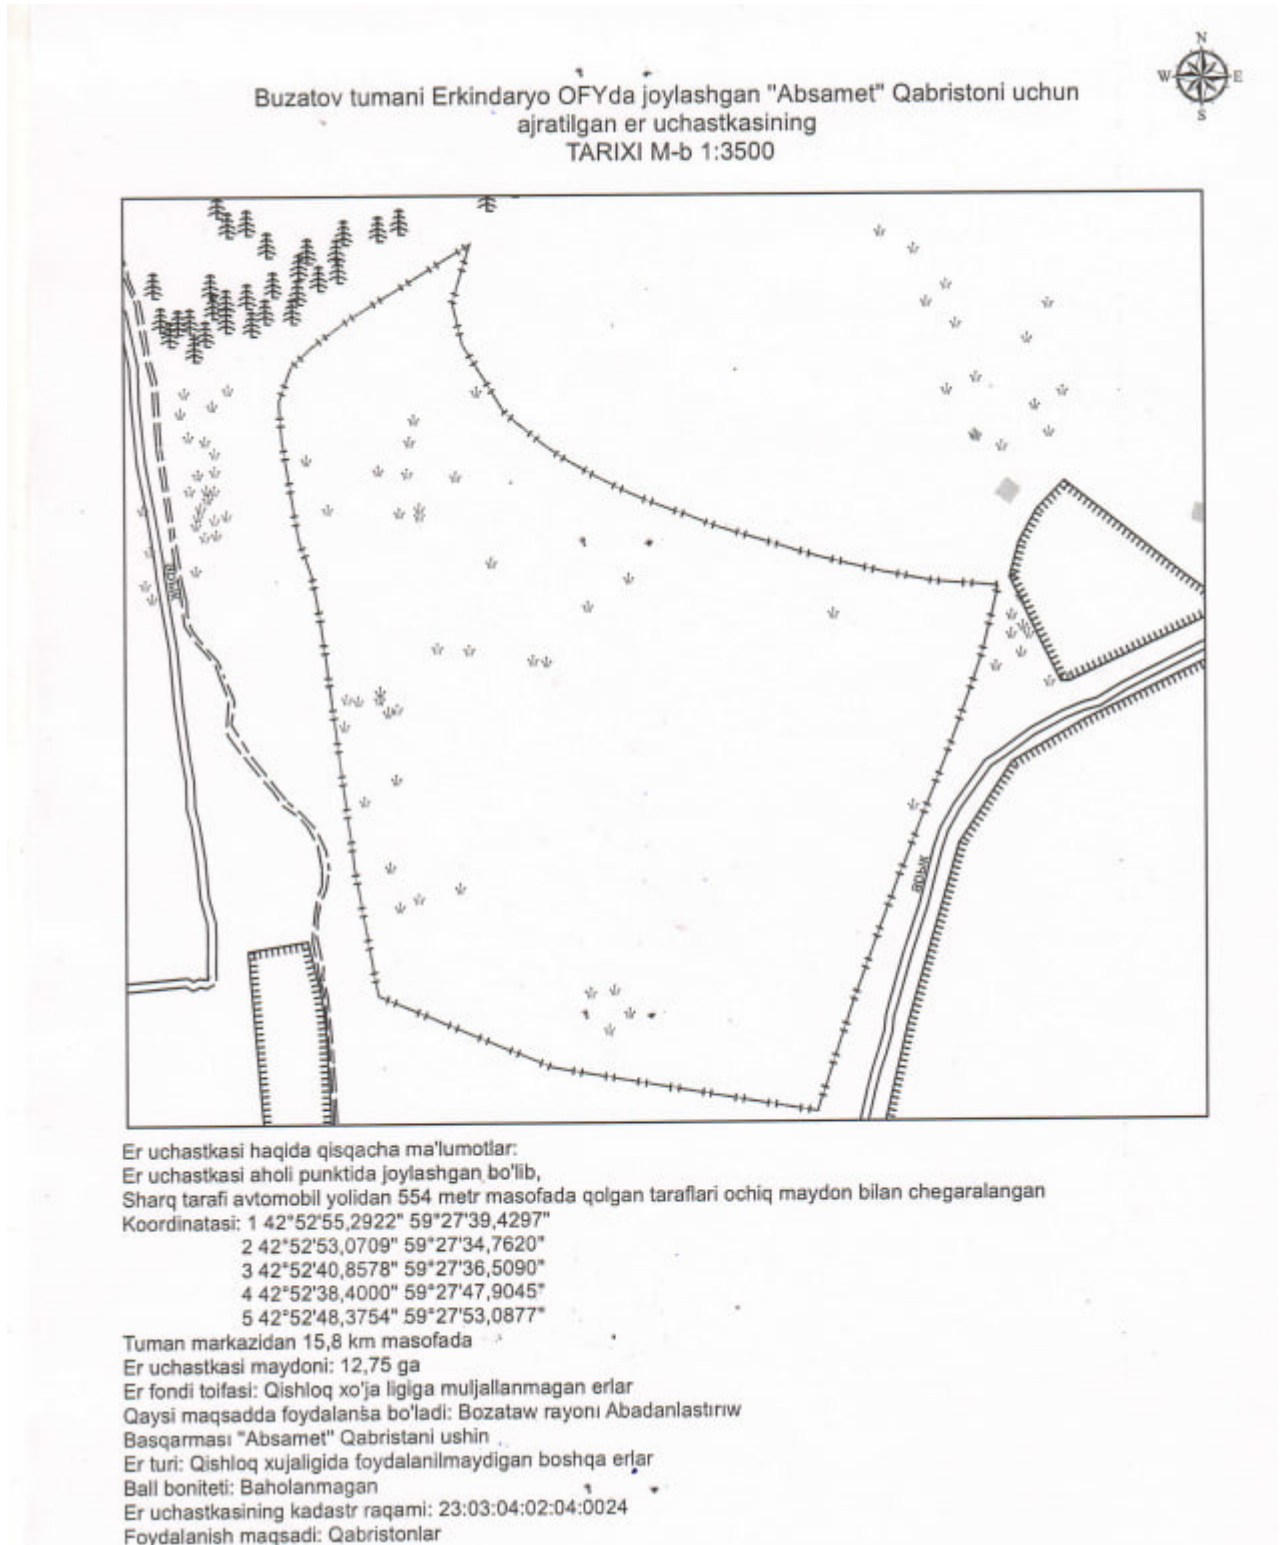 N
W E
S
Buzatov tumani Erkindaryo OFYda joylashgan "Absamet" Qabristoni uchun
ajratilgan er uchastkasining
TARIXI M-b 1:3500
арык
арык
Er uchastkasi haqida qisqacha ma'lumotlar:
Er uchastkasi aholi punktida joylashgan bo'lib,
Sharq tarafi avtomobil yolidan 554 metr masofada qolgan taraflari ochiq maydon bilan chegaralangan
Koordinatasi: 1 42°52'55,2922" 59°27'39,4297"
2 42°52'53,0709" 59°27'34,7620"
3 42°52'40,8578" 59°27'36,5090"
4 42°52'38,4000" 59°27'47,9045"
5 42°52'48,3754" 59°27'53,0877"
Tuman markazidan 15,8 km masofada
Er uchastkasi maydoni: 12,75 ga
Er fondi toifasi: Qishloq xo'ja ligiga muljallanmagan erlar
Qaysi maqsadda foydalansa bo'ladi: Bozataw rayonı Abadanlastırıw
Basqarması "Absamet" Qabristani ushin
Er turi: Qishloq xujaligida foydalanilmaydigan boshqa erlar
Ball boniteti: Baholanmagan
Er uchastkasining kadastr raqami: 23:03:04:02:04:0024
Foydalanish maqsadi: Qabristonlar